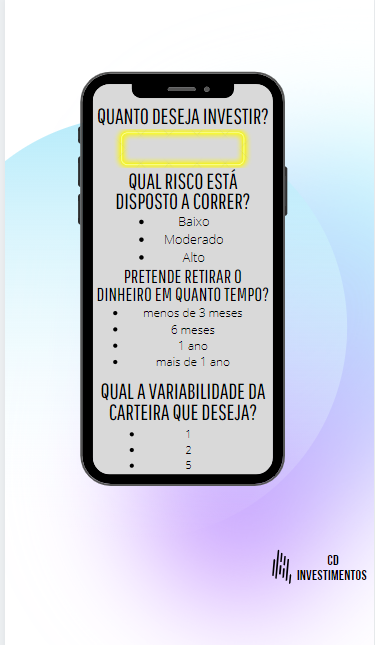 QUANTO DESEJA INVESTIR?
QUAL RISCO ESTÁ
DISPOSTO A CORRER?
• Baixo
• Moderado
• Alto
PRETENDE RETIRAR O
DINHEIRO EM QUANTO TEMPO?
• menos de 3 meses
• 6 meses
• 1 ano
• mais de 1 ano
QUAL A VARIABILIDADE DA
CARTEIRA QUE DESEJA?
• 1
• 2
• 5
CD
INVESTIMENTOS